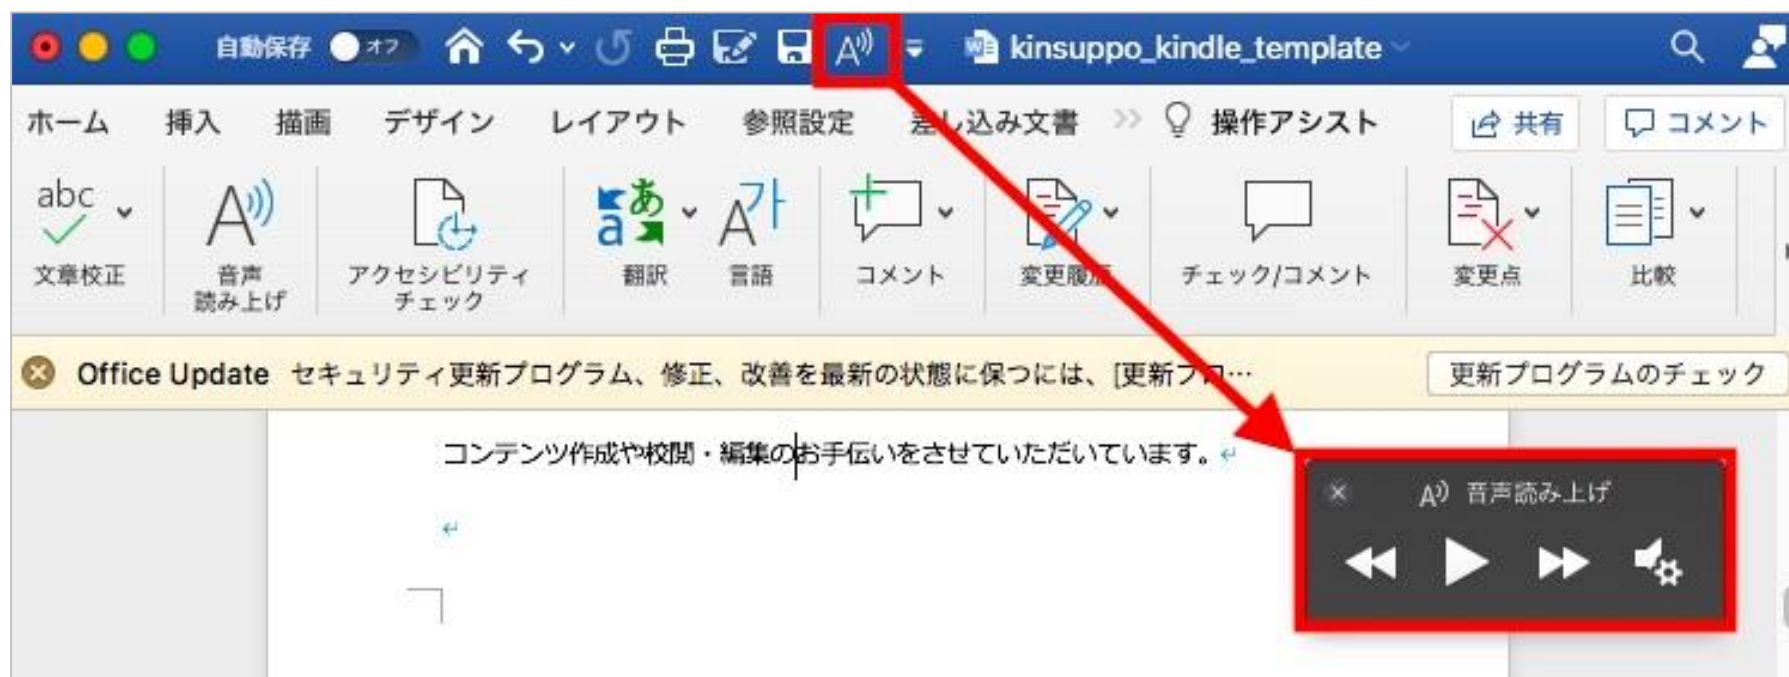 自動保存 オフ kinsuppo_kindle_template
ホーム 挿入 描画 デザイン レイアウト 参照設定 差し込み文書 操作アシスト 共有 コメント
abc
文章校正
音声
読み上げ
アクセシビリティ
チェック
翻訳
言語
コメント
変更履歴
チェック/コメント
変更点
比較
Office Update セキュリティ更新プログラム、修正、改善を最新の状態に保つには、[更新プロ… 更新プログラムのチェック
コンテンツ作成や校閲・編集のお手伝いをさせていただいています。
音声読み上げ